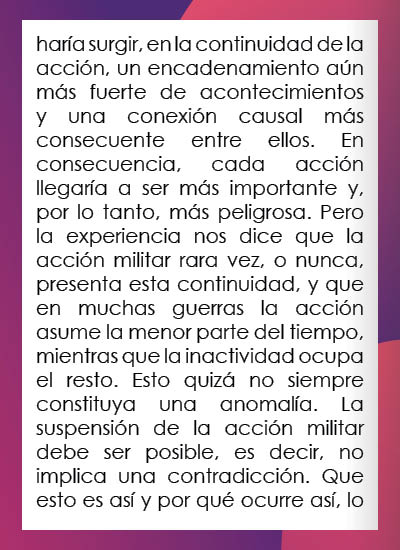 haría surgir, en la continuidad de la
acción, un encadenamiento aún
más fuerte de acontecimientos
y una conexión causal más
consecuente entre ellos. En
consecuencia, cada acción
llegaría a ser más importante y,
por lo tanto, más peligrosa. Pero
la experiencia nos dice que la
acción militar rara vez, o nunca,
presenta esta continuidad, y que
en muchas guerras la acción
asume la menor parte del tiempo,
mientras que la inactividad ocupa
el resto. Esto quizá no siempre
constituya una anomalía. La
suspensión de la acción militar
debe ser posible, es decir, no
implica una contradicción. Que
esto es así y por qué ocurre así, lo